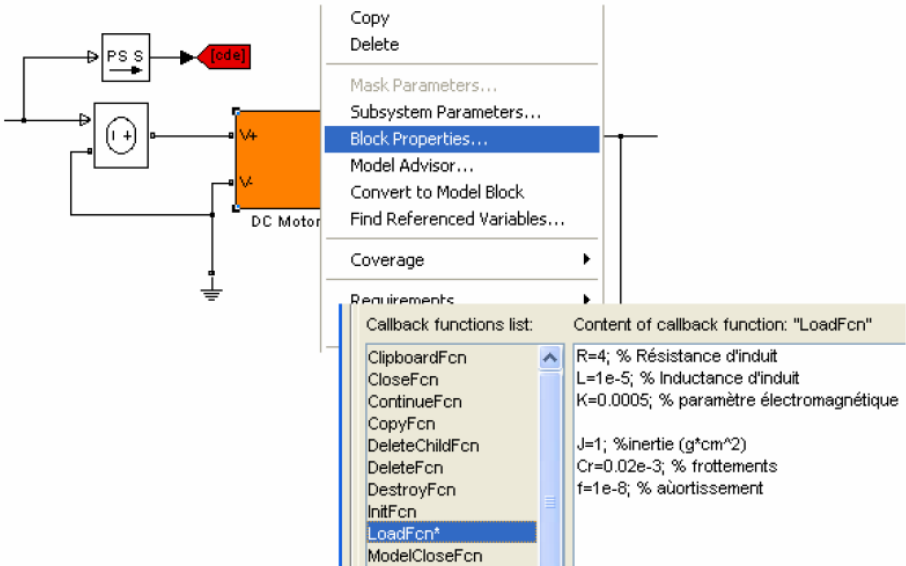 Copy
Delete
PS S
[cde]
Mask Parameters...
Subsystem Parameters...
Block Properties...
Model Advisor...
Convert to Model Block
Find Referenced Variables...
V+
V-
DC Motor
Coverage
Requirements
Callback functions list:
Content of callback function: "LoadFcn"
ClipboardFcn
CloseFcn
ContinueFcn
CopyFcn
DeleteChildFcn
DeleteFcn
DestroyFcn
InitFcn
LoadFcn*
ModelCloseFcn
R=4; % Résistance d'induit
L=1e-5; % Inductance d'induit
K=0.0005; % paramètre électromagnétique
J=1; %inertie (g*cm^2)
Cr=0.02e-3; % frottements
f=1e-8; % aùortissement